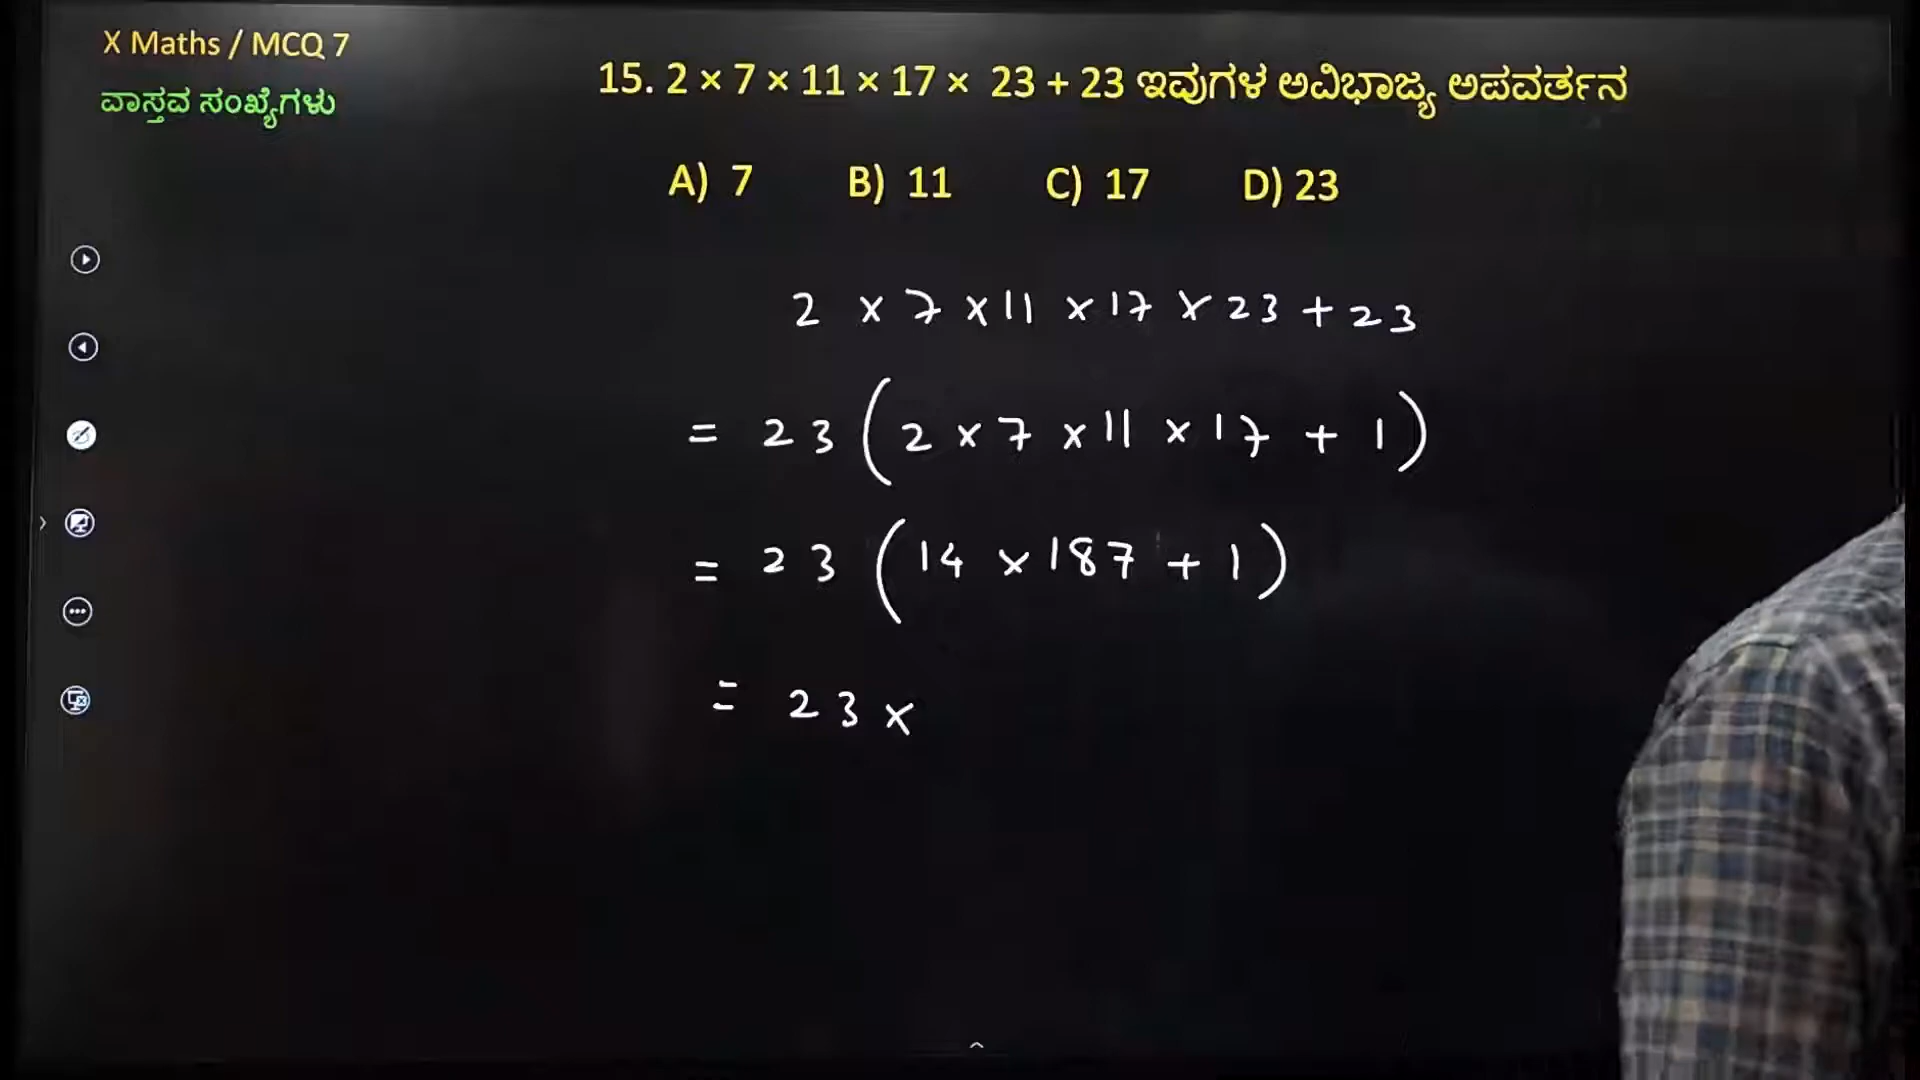 X Maths / MCQ 7
ವಾಸ್ತವ ಸಂಖ್ಯೆಗಳು
15. 2 × 7 × 11 × 17 × 23 + 23 ಇವುಗಳ ಅವಿಭಾಜ್ಯ ಅಪವರ್ತನ
A) 7 B) 11 C) 17 D) 23
2 × 7 × 11 × 17 × 23 + 23
= 23 ( 2 × 7 × 11 × 17 + 1 )
= 23 ( 14 × 187 + 1 )
= 23 ×